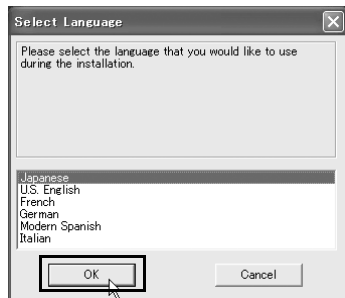 Select Language
Please select the language that you would like to use
during the installation.
Japanese
U.S. English
French
German
Modern Spanish
Italian
OK
Cancel